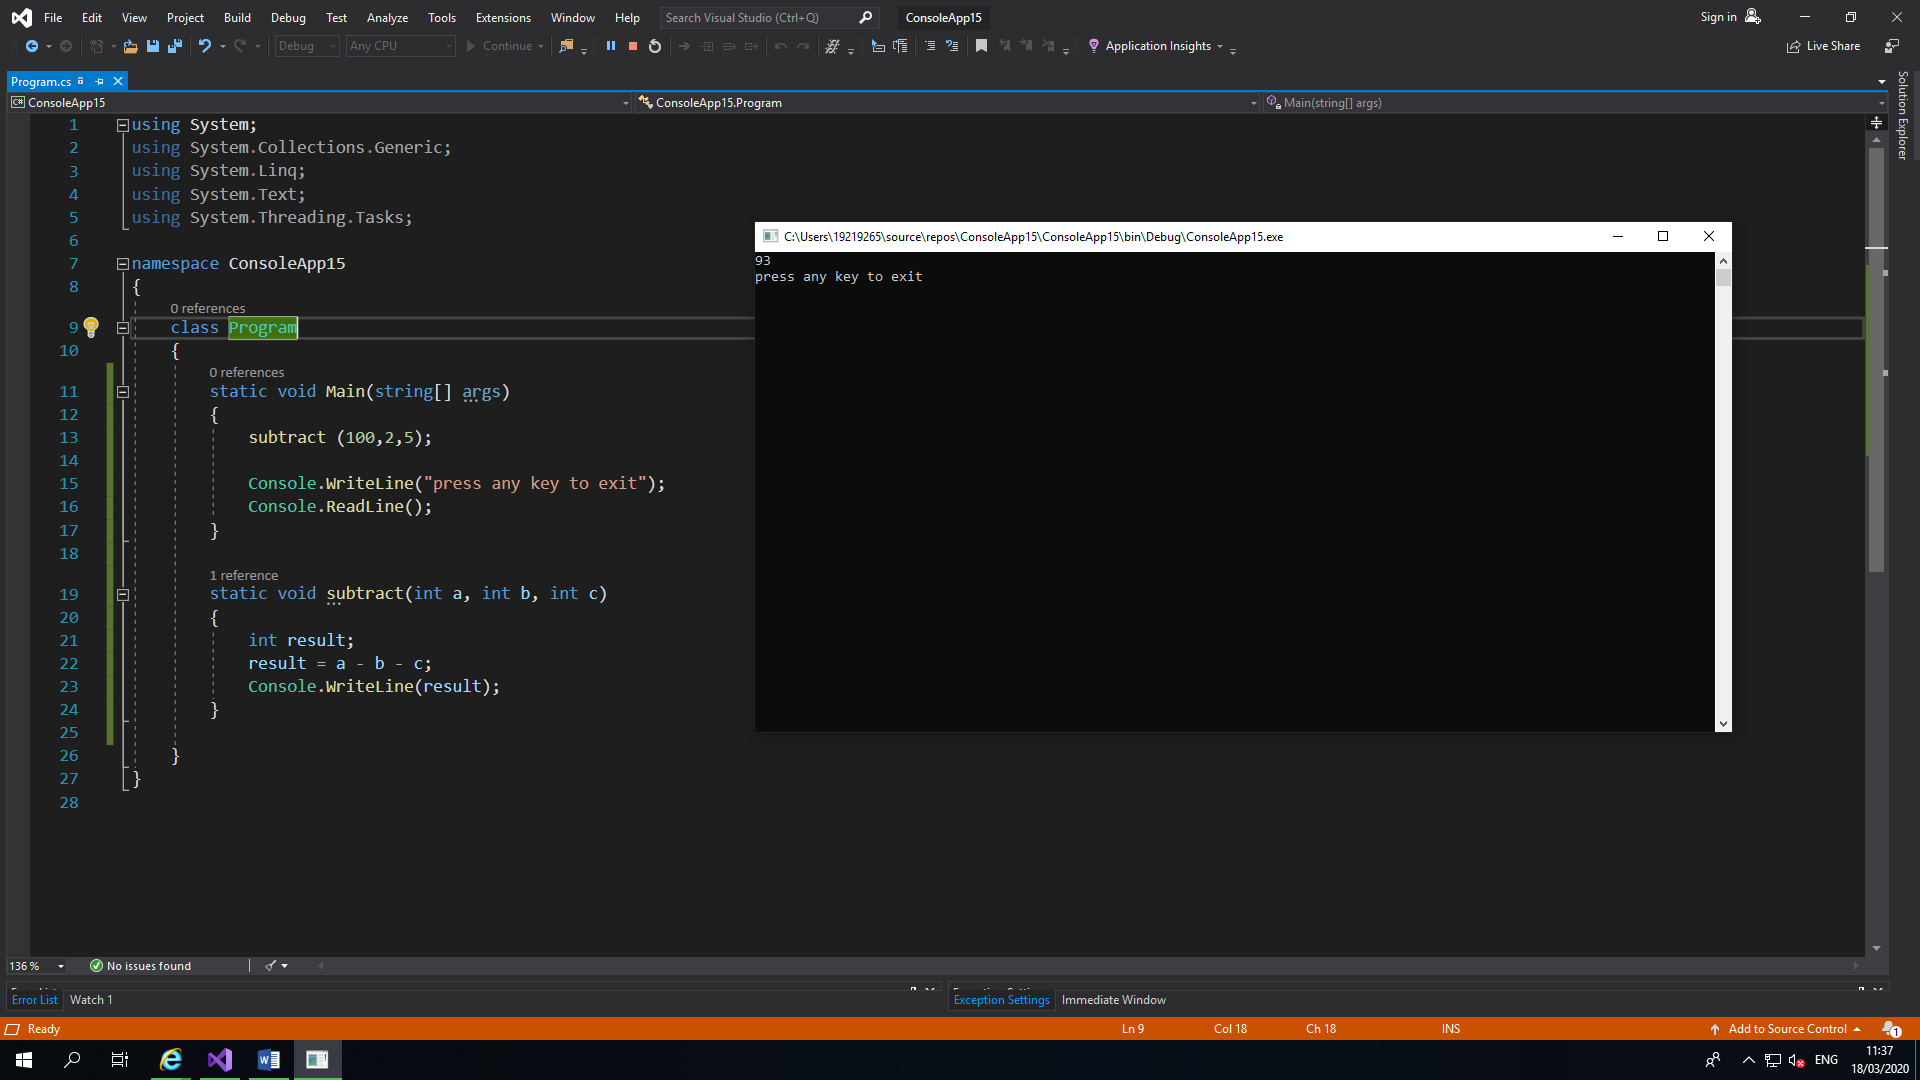 File Edit View Project Build Debug Test Analyze Tools Extensions Window Help Search Visual Studio (Ctrl+Q) ConsoleApp15 Sign in
Debug Any CPU Continue Application Insights Live Share
Program.cs
Solution Explorer
C# ConsoleApp15 ConsoleApp15.Program Main(string[] args)
1 using System;
2 using System.Collections.Generic;
3 using System.Linq;
4 using System.Text;
5 using System.Threading.Tasks;
6
7 namespace ConsoleApp15
8 {
0 references
9 class Program
10 {
0 references
11 static void Main(string[] args)
12 {
13 subtract (100,2,5);
14
15 Console.WriteLine("press any key to exit");
16 Console.ReadLine();
17 }
18
1 reference
19 static void subtract(int a, int b, int c)
20 {
21 int result;
22 result = a - b - c;
23 Console.WriteLine(result);
24 }
25
26 }
27 }
28
C:\Users\19219265\source\repos\ConsoleApp15\ConsoleApp15\bin\Debug\ConsoleApp15.exe
93
press any key to exit
136 % No issues found
Error List Watch 1 Exception Settings Immediate Window
Ready Ln 9 Col 18 Ch 18 INS Add to Source Control 1
ENG 11:37
18/03/2020